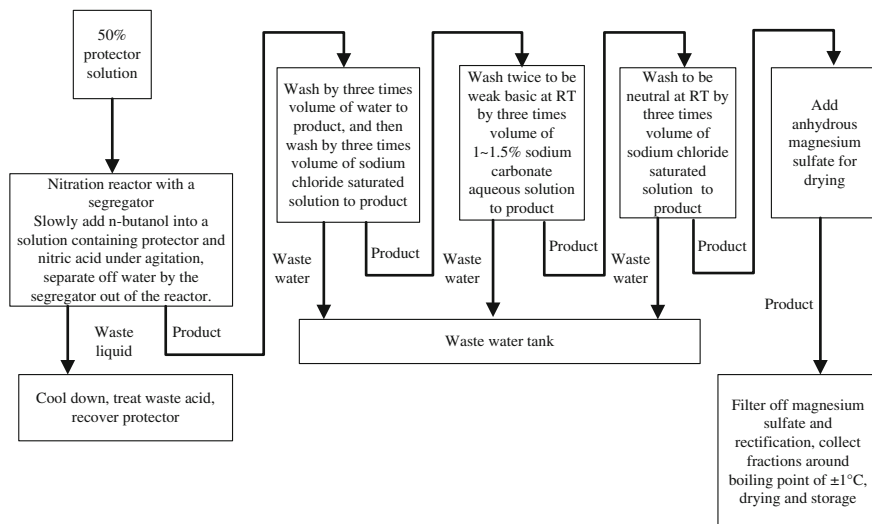 50%
protector
solution
Nitration reactor with a
segregator
Slowly add n-butanol into a
solution containing protector and
nitric acid under agitation,
separate off water by the
segregator out of the reactor.
Waste
liquid
Product
Cool down, treat waste acid,
recover protector
Wash by three times
volume of water to
product, and then
wash by three times
volume of sodium
chloride saturated
solution to product
Waste
water
Product
Wash twice to be
weak basic at RT
by three times
volume of
1~1.5% sodium
carbonate
aqueous solution
to product
Waste
water
Product
Wash to be
neutral at RT by
three times
volume of
sodium chloride
saturated
solution to
product
Waste
water
Product
Waste water tank
Add
anhydrous
magnesium
sulfate for
drying
Product
Filter off magnesium
sulfate and
rectification, collect
fractions around
boiling point of ±1°C,
drying and storage